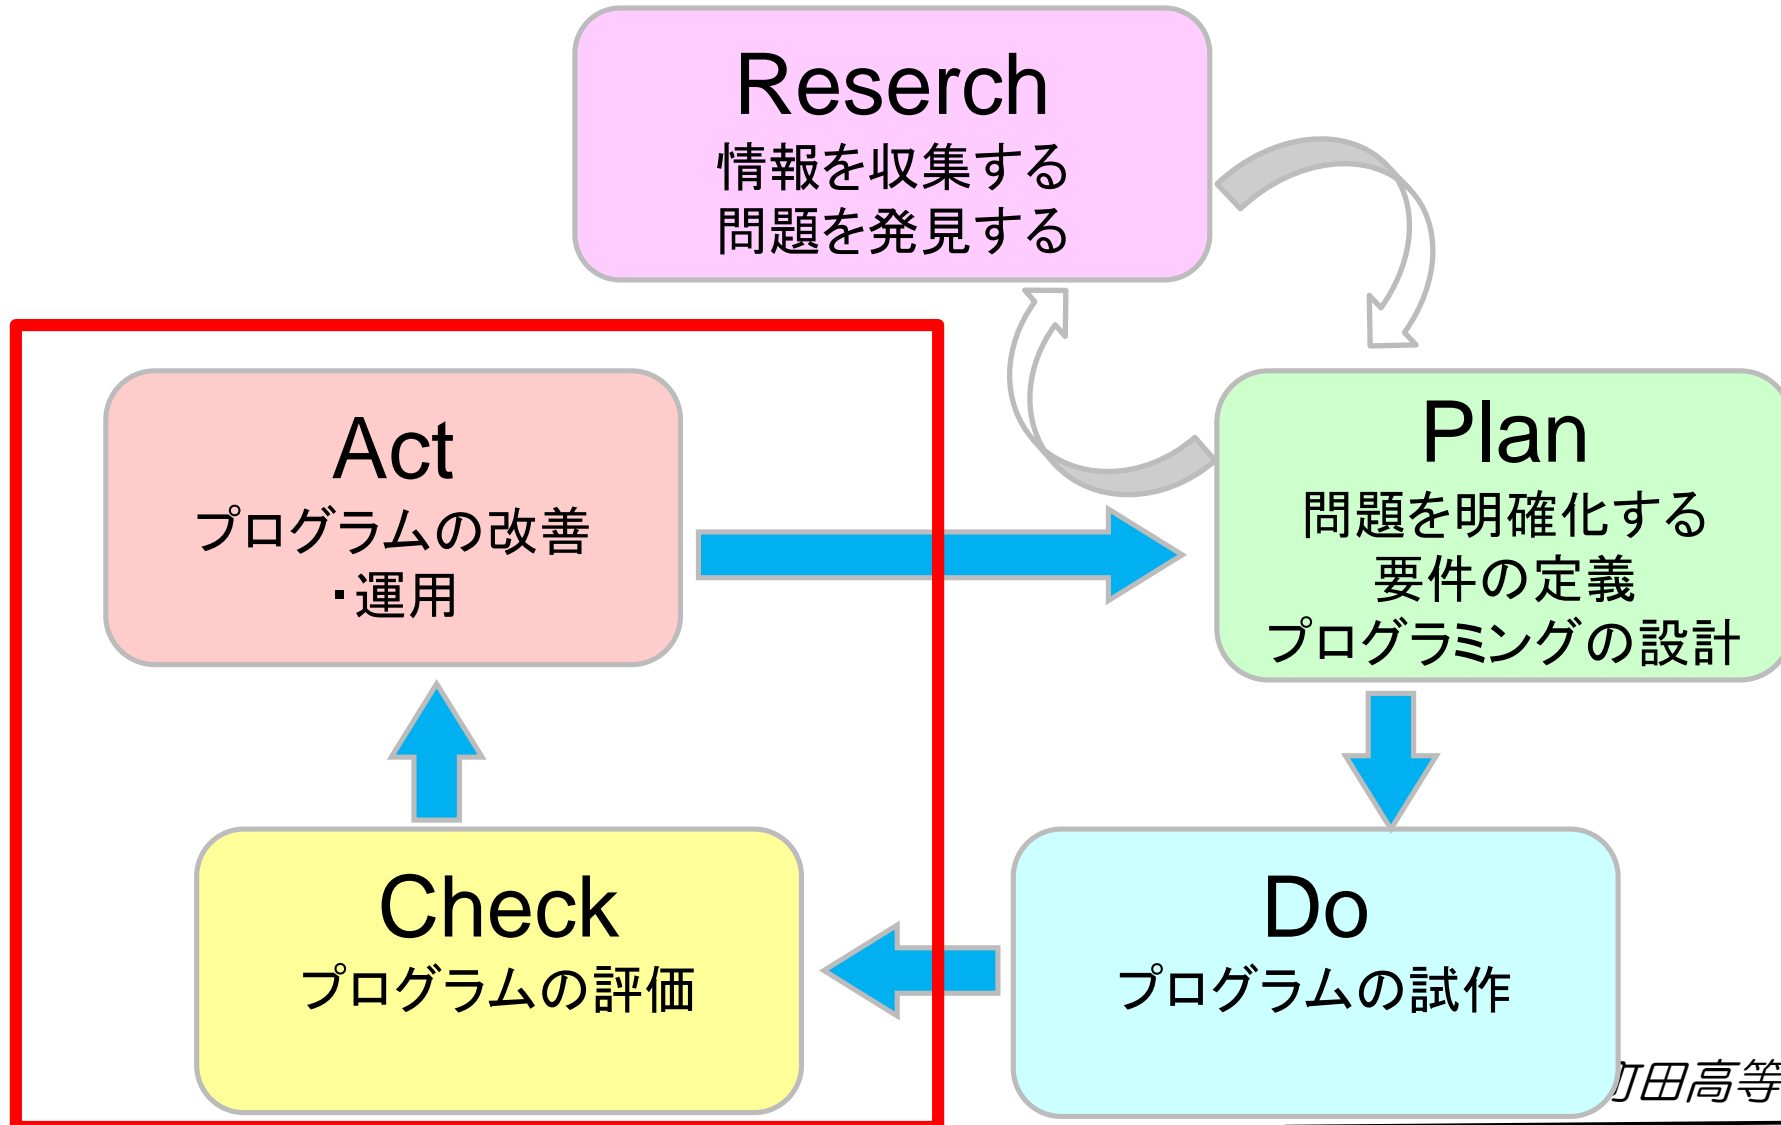 Reserch
情報を収集する
問題を発見する
Act
プログラムの改善
・運用
Plan
問題を明確化する
要件の定義
プログラミングの設計
Check
プログラムの評価
Do
プログラムの試作
町田高等